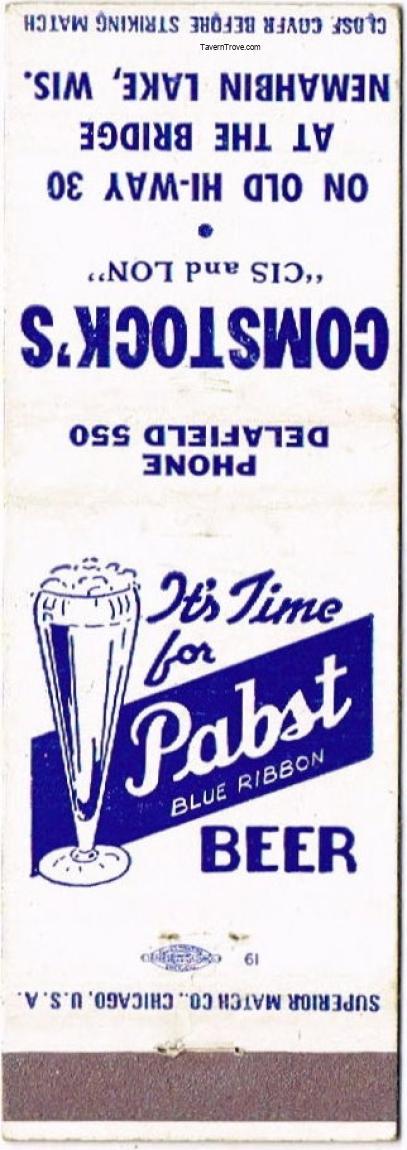 CLOSE COVER BEFORE STRIKING MATCH
TavernTrove.com
PHONE
DELAFIELD 550
COMSTOCK'S
"CIS and LON"
ON OLD HI-WAY 30
AT THE BRIDGE
NEMAHBIN LAKE, WIS.
It's Time
for
Pabst
BLUE RIBBON
BEER
61
SUPERIOR MATCH CO., CHICAGO, U.S.A.